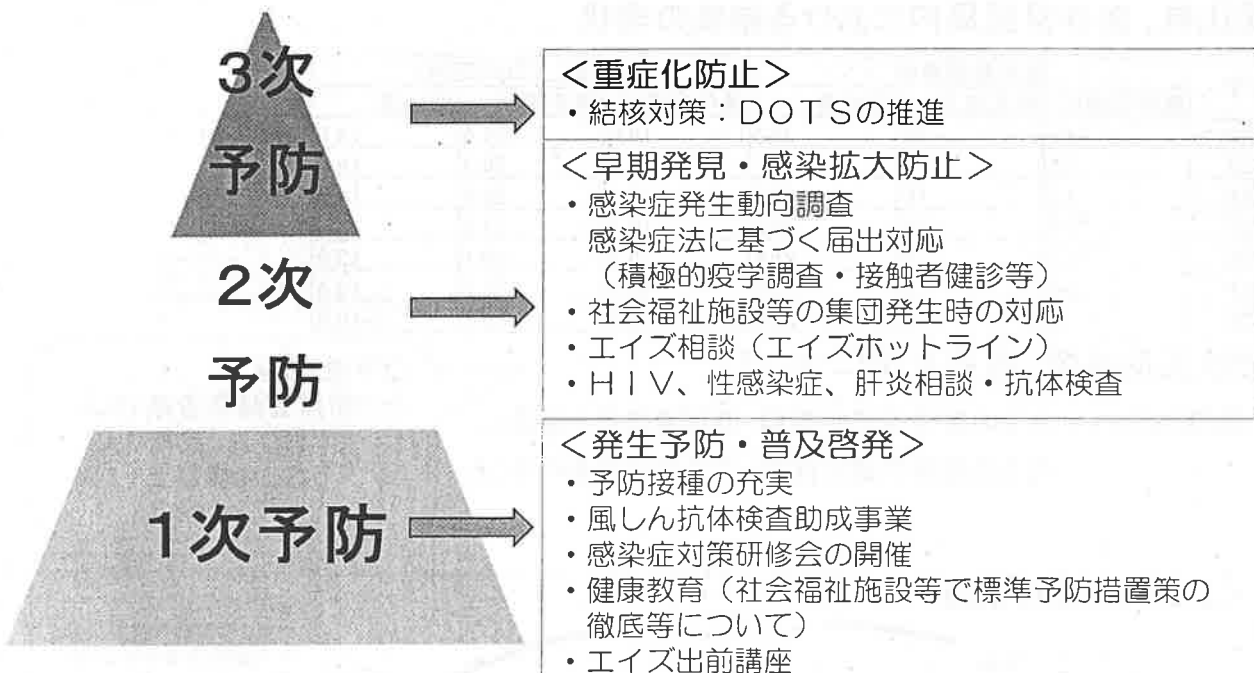 3次
予防
＜重症化防止＞
・結核対策：DOTSの推進
2次
予防
＜早期発見・感染拡大防止＞
・感染症発生動向調査
感染症法に基づく届出対応
（積極的疫学調査・接触者健診等）
・社会福祉施設等の集団発生時の対応
・エイズ相談（エイズホットライン）
・HIV、性感染症、肝炎相談・抗体検査
1次予防
＜発生予防・普及啓発＞
・予防接種の充実
・風しん抗体検査助成事業
・感染症対策研修会の開催
・健康教育（社会福祉施設等で標準予防措置策の
徹底等について）
・エイズ出前講座